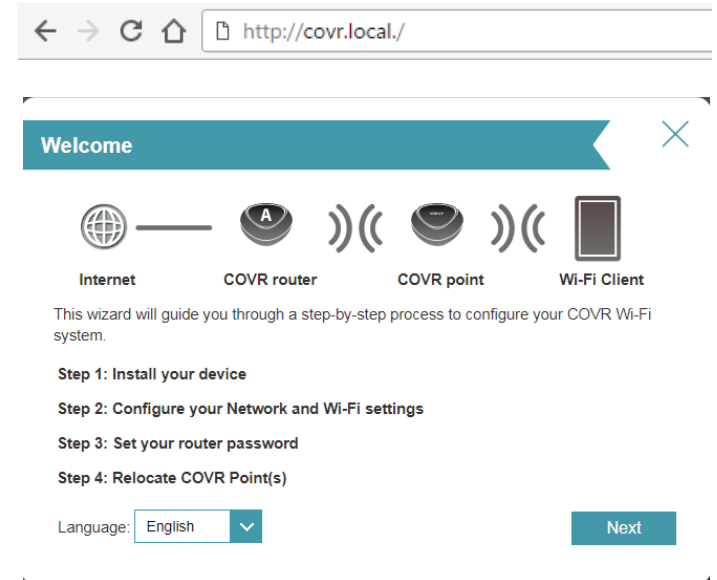 http://covr.local./
Welcome
A
Internet
COVR router
COVR point
Wi-Fi Client
This wizard will guide you through a step-by-step process to configure your COVR Wi-Fi
system.
Step 1: Install your device
Step 2: Configure your Network and Wi-Fi settings
Step 3: Set your router password
Step 4: Relocate COVR Point(s)
Language: English
Next